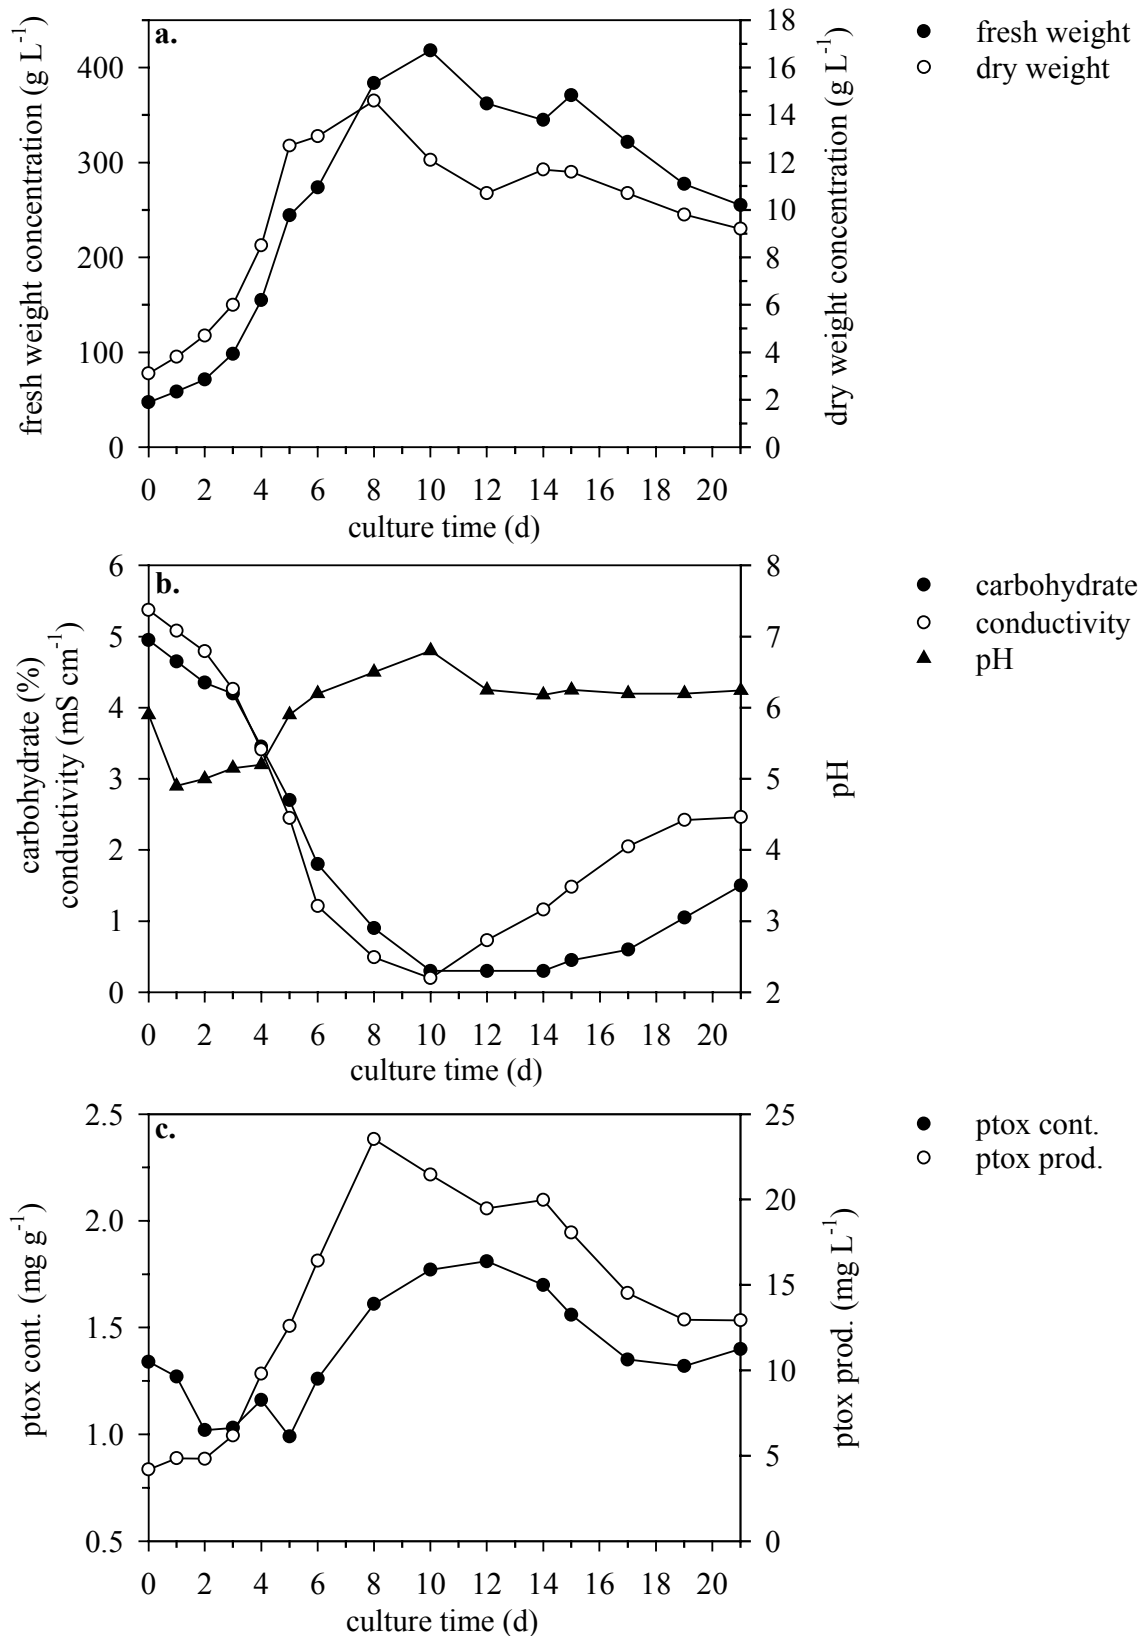 a.
fresh weight concentration (g L⁻¹)
400
300
200
100
0
18
16
14
12
10
8
6
4
2
0
dry weight concentration (g L⁻¹)
fresh weight
dry weight
0 2 4 6 8 10 12 14 16 18 20
culture time (d)
b.
carbohydrate (%)
conductivity (mS cm⁻¹)
6
5
4
3
2
1
0
8
7
6
5
4
3
2
pH
carbohydrate
conductivity
pH
0 2 4 6 8 10 12 14 16 18 20
culture time (d)
c.
ptox cont. (mg g⁻¹)
2.5
2.0
1.5
1.0
0.5
25
20
15
10
5
0
ptox prod. (mg L⁻¹)
ptox cont.
ptox prod.
0 2 4 6 8 10 12 14 16 18 20
culture time (d)